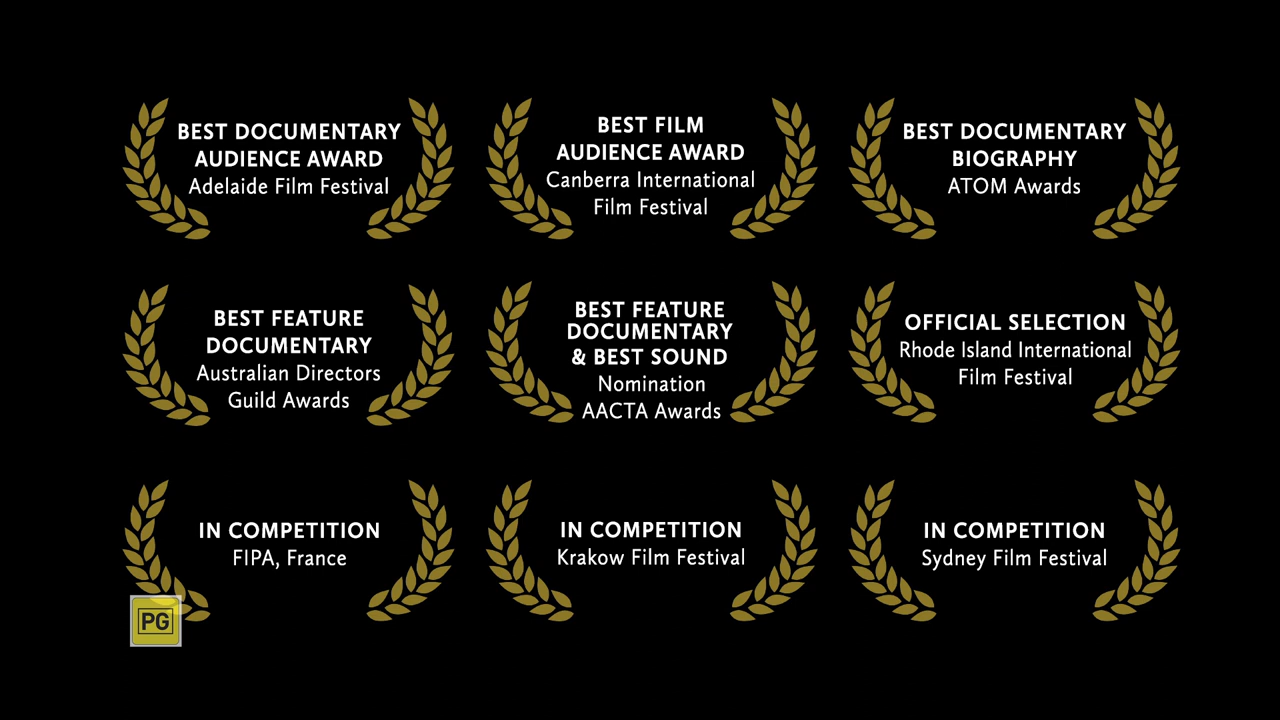 BEST DOCUMENTARY
AUDIENCE AWARD
Adelaide Film Festival
BEST FILM
AUDIENCE AWARD
Canberra International
Film Festival
BEST DOCUMENTARY
BIOGRAPHY
ATOM Awards
BEST FEATURE
DOCUMENTARY
Australian Directors
Guild Awards
BEST FEATURE
DOCUMENTARY
& BEST SOUND
Nomination
AACTA Awards
OFFICIAL SELECTION
Rhode Island International
Film Festival
IN COMPETITION
FIPA, France
IN COMPETITION
Krakow Film Festival
IN COMPETITION
Sydney Film Festival
PG